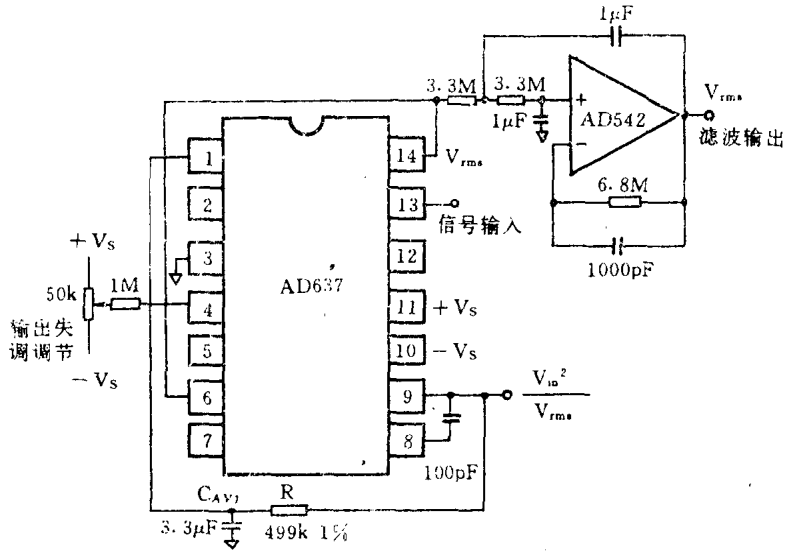 1μF
3.3M
3.3M
1μF
+
−
AD542
V_rms
滤波输出
6.8M
1000pF
1
2
3
4
5
6
7
14
13
12
11
10
9
8
AD637
V_rms
信号输入
+V_S
−V_S
+V_S
50k
1M
输出失
调调节
−V_S
V_in²
V_rms
100pF
C_AV1
3.3μF
R
499k 1%